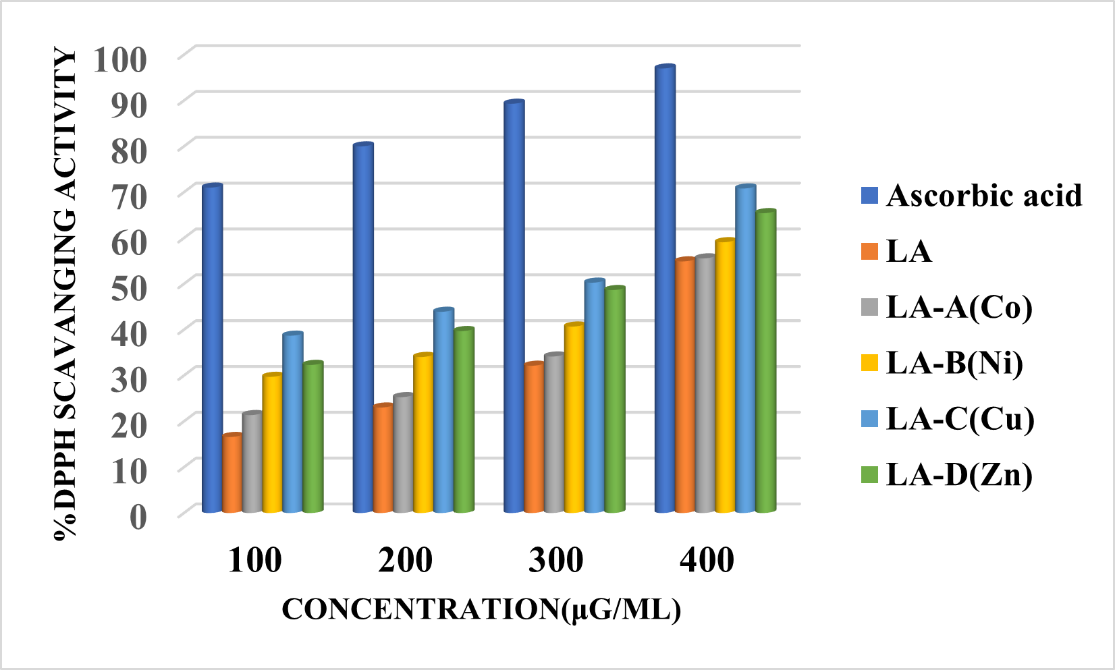 %DPPH SCAVANGING ACTIVITY
100
90
80
70
60
50
40
30
20
10
0
100 200 300 400
CONCENTRATION(μG/ML)
Ascorbic acid
LA
LA-A(Co)
LA-B(Ni)
LA-C(Cu)
LA-D(Zn)